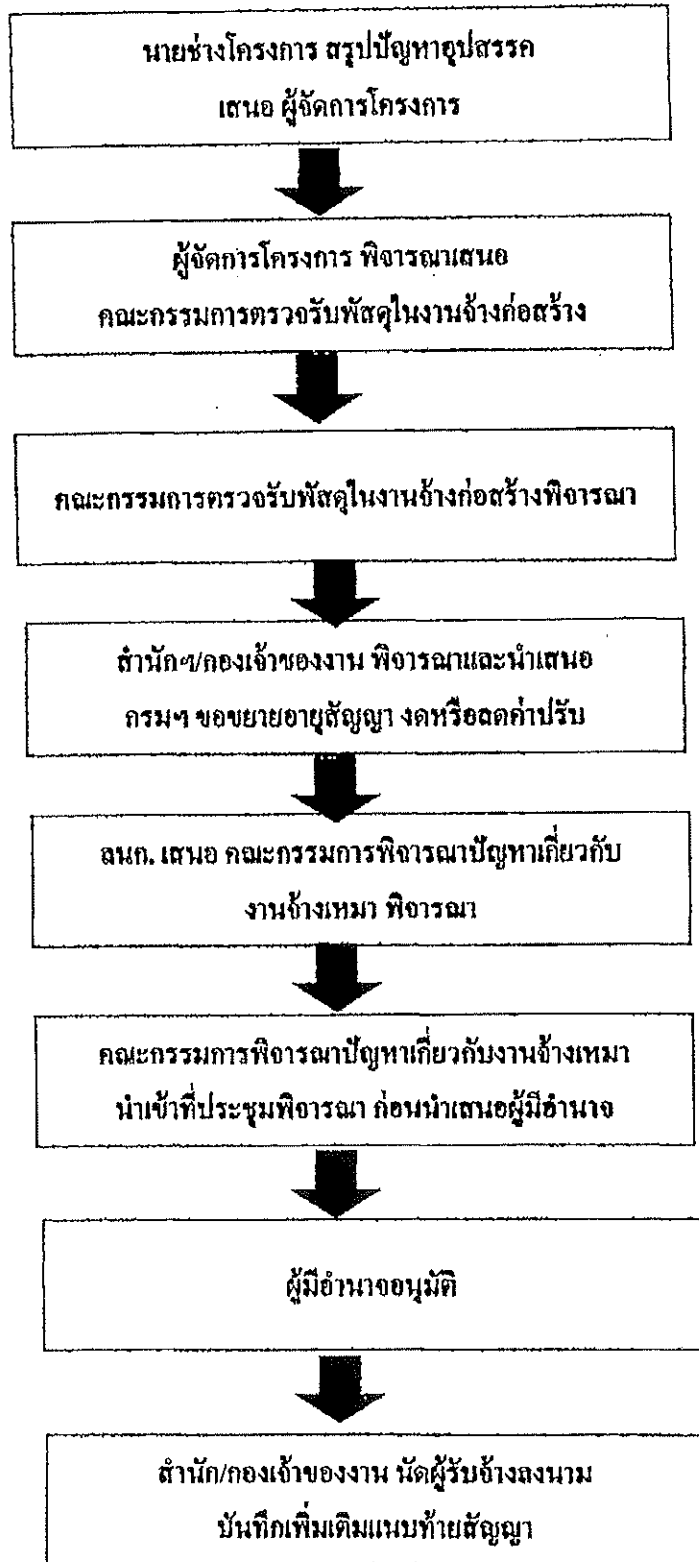 นายช่างโครงการ สรุปปัญหาอุปสรรค
เสนอ ผู้จัดการโครงการ
ผู้จัดการโครงการ พิจารณาเสนอ
คณะกรรมการตรวจรับพัสดุในงานจ้างก่อสร้าง
คณะกรรมการตรวจรับพัสดุในงานจ้างก่อสร้างพิจารณา
สำนักฯ/กองเจ้าของงาน พิจารณาและนำเสนอ
กรมฯ ขอขยายอายุสัญญา งดหรือลดค่าปรับ
ลนก. เสนอ คณะกรรมการพิจารณาปัญหาเกี่ยวกับ
งานจ้างเหมา พิจารณา
คณะกรรมการพิจารณาปัญหาเกี่ยวกับงานจ้างเหมา
นำเข้าที่ประชุมพิจารณา ก่อนนำเสนอผู้มีอำนาจ
ผู้มีอำนาจอนุมัติ
สำนัก/กองเจ้าของงาน นัดผู้รับจ้างลงนาม
บันทึกเพิ่มเติมแนบท้ายสัญญา